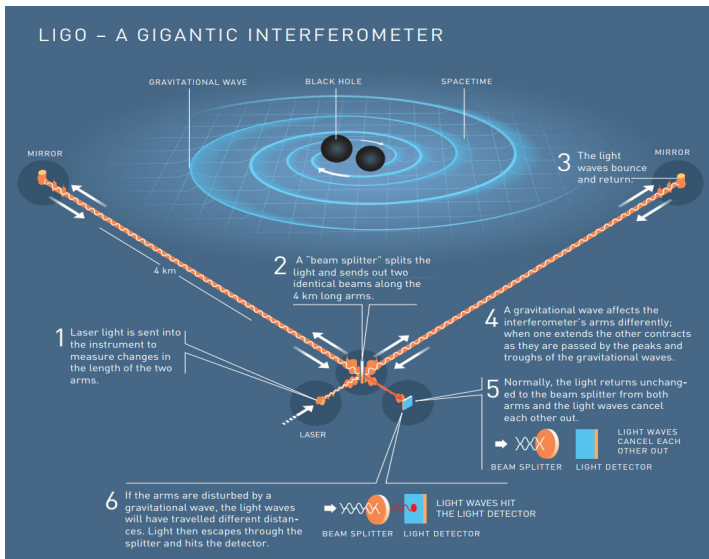 LIGO – A GIGANTIC INTERFEROMETER
GRAVITATIONAL WAVE
BLACK HOLE
SPACETIME
MIRROR
MIRROR
3 The light
waves bounce
and return.
4 km
2 A “beam splitter” splits the
light and sends out two
identical beams along the
4 km long arms.
1 Laser light is sent into
the instrument to
measure changes in
the length of the two
arms.
4 A gravitational wave affects the
interferometer's arms differently;
when one extends the other contracts
as they are passed by the peaks and
troughs of the gravitational waves.
LASER
5 Normally, the light returns unchang-
ed to the beam splitter from both
arms and the light waves cancel
each other out.
LIGHT WAVES
CANCEL EACH
OTHER OUT
BEAM SPLITTER
LIGHT DETECTOR
6 If the arms are disturbed by a
gravitational wave, the light waves
will have travelled different distan-
ces. Light then escapes through the
splitter and hits the detector.
LIGHT WAVES HIT
THE LIGHT DETECTOR
BEAM SPLITTER
LIGHT DETECTOR